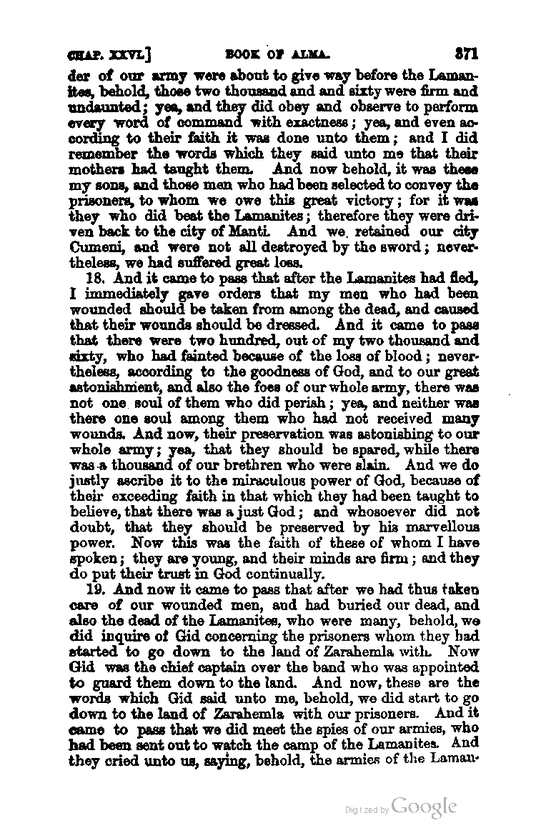 CHAP. XXVI.] BOOK OF ALMA. 371
der of our army were about to give way before the Laman-
ites, behold, those two thousand and and sixty were firm and
undaunted; yea, and they did obey and observe to perform
every word of command with exactness; yea, and even ac-
cording to their faith it was done unto them; and I did
remember the words which they said unto me that their
mothers had taught them. And now behold, it was these
my sons, and those men who had been selected to convey the
prisoners, to whom we owe this great victory; for it was
they who did beat the Lamanites; therefore they were dri-
ven back to the city of Manti. And we retained our city
Cumeni, and were not all destroyed by the sword; never-
theless, we had suffered great loss.
18. And it came to pass that after the Lamanites had fled,
I immediately gave orders that my men who had been
wounded should be taken from among the dead, and caused
that their wounds should be dressed. And it came to pass
that there were two hundred, out of my two thousand and
sixty, who had fainted because of the loss of blood; never-
theless, according to the goodness of God, and to our great
astonishment, and also the foes of our whole army, there was
not one soul of them who did perish; yea, and neither was
there one soul among them who had not received many
wounds. And now, their preservation was astonishing to our
whole army; yea, that they should be spared, while there
was a thousand of our brethren who were slain. And we do
justly ascribe it to the miraculous power of God, because of
their exceeding faith in that which they had been taught to
believe, that there was a just God; and whosoever did not
doubt, that they should be preserved by his marvellous
power. Now this was the faith of these of whom I have
spoken; they are young, and their minds are firm; and they
do put their trust in God continually.
19. And now it came to pass that after we had thus taken
care of our wounded men, and had buried our dead, and
also the dead of the Lamanites, who were many, behold, we
did inquire of Gid concerning the prisoners whom they had
started to go down to the land of Zarahemla with. Now
Gid was the chief captain over the band who was appointed
to guard them down to the land. And now, these are the
words which Gid said unto me, behold, we did start to go
down to the land of Zarahemla with our prisoners. And it
came to pass that we did meet the spies of our armies, who
had been sent out to watch the camp of the Lamanites. And
they cried unto us, saying, behold, the armies of the Laman-
Digitized by Google